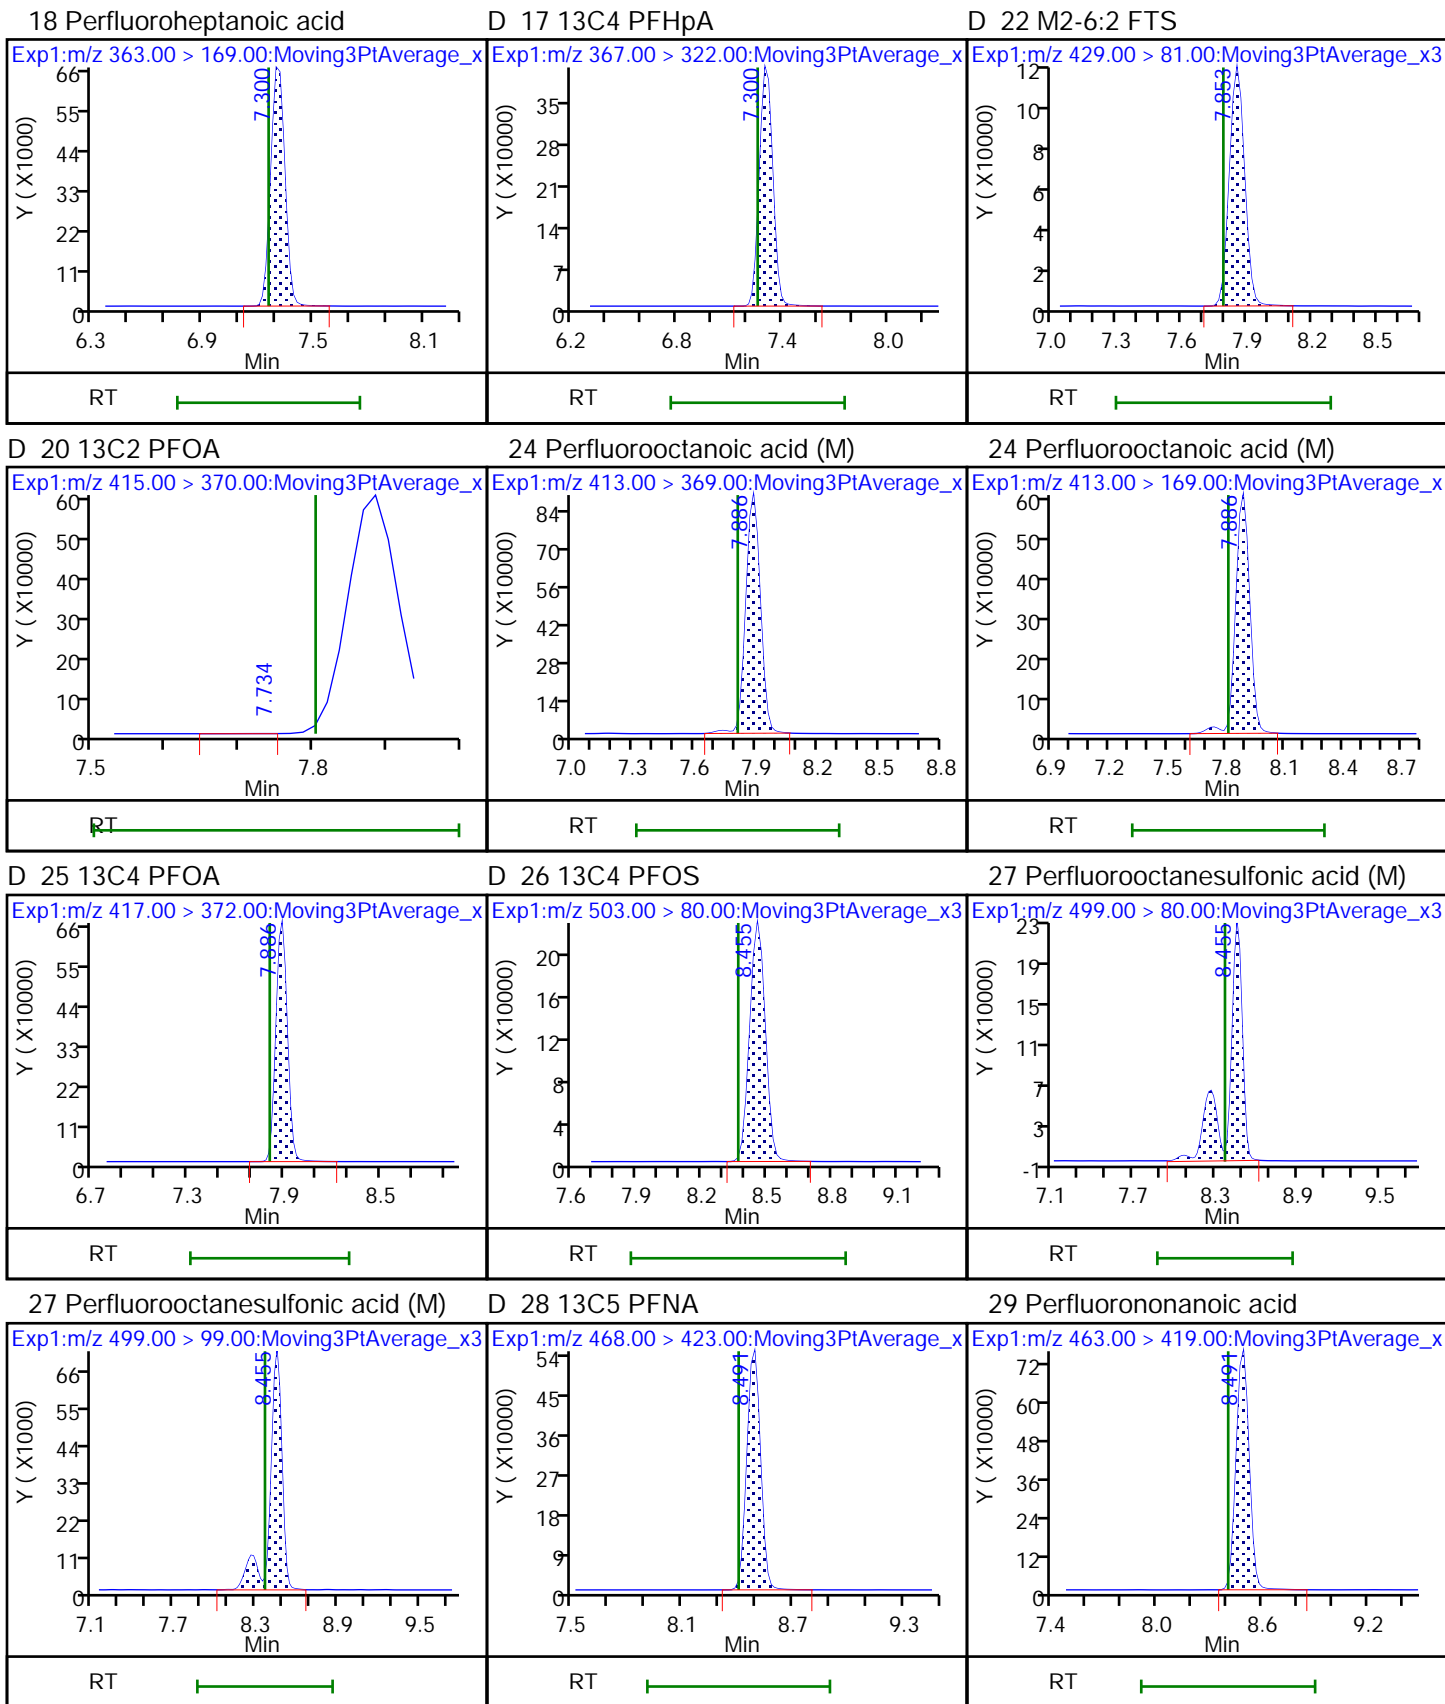 18 Perfluoroheptanoic acid
Exp1:m/z 363.00 > 169.00:Moving3PtAverage_x
7.300
Y ( X10000)
66
55
44
33
22
11
0
6.3 6.9 7.5 8.1
Min
RT
D 17 13C4 PFHpA
Exp1:m/z 367.00 > 322.00:Moving3PtAverage_x
7.300
Y ( X10000)
35
28
21
14
7
0
6.2 6.8 7.4 8.0
Min
RT
D 22 M2-6:2 FTS
Exp1:m/z 429.00 > 81.00:Moving3PtAverage_x3
7.853
Y ( X10000)
12
10
8
6
4
2
0
7.0 7.3 7.6 7.9 8.2 8.5
Min
RT
D 20 13C2 PFOA
Exp1:m/z 415.00 > 370.00:Moving3PtAverage_x
7.734
Y ( X10000)
60
50
40
30
20
10
0
7.5 7.8
Min
RT
24 Perfluorooctanoic acid (M)
Exp1:m/z 413.00 > 369.00:Moving3PtAverage_x
7.886
Y ( X10000)
84
70
56
42
28
14
0
7.0 7.3 7.6 7.9 8.2 8.5 8.8
Min
RT
24 Perfluorooctanoic acid (M)
Exp1:m/z 413.00 > 169.00:Moving3PtAverage_x
7.886
Y ( X10000)
60
50
40
30
20
10
0
6.9 7.2 7.5 7.8 8.1 8.4 8.7
Min
RT
D 25 13C4 PFOA
Exp1:m/z 417.00 > 372.00:Moving3PtAverage_x
7.886
Y ( X10000)
66
55
44
33
22
11
0
6.7 7.3 7.9 8.5
Min
RT
D 26 13C4 PFOS
Exp1:m/z 503.00 > 80.00:Moving3PtAverage_x3
8.455
Y ( X10000)
20
16
12
8
4
0
7.6 7.9 8.2 8.5 8.8 9.1
Min
RT
27 Perfluorooctanesulfonic acid (M)
Exp1:m/z 499.00 > 80.00:Moving3PtAverage_x3
8.455
Y ( X10000)
23
19
15
11
7
3
-1
7.1 7.7 8.3 8.9 9.5
Min
RT
27 Perfluorooctanesulfonic acid (M)
Exp1:m/z 499.00 > 99.00:Moving3PtAverage_x3
8.455
Y ( X10000)
66
55
44
33
22
11
0
7.1 7.7 8.3 8.9 9.5
Min
RT
D 28 13C5 PFNA
Exp1:m/z 468.00 > 423.00:Moving3PtAverage_x
8.491
Y ( X10000)
54
45
36
27
18
9
0
7.5 8.1 8.7 9.3
Min
RT
29 Perfluorononanoic acid
Exp1:m/z 463.00 > 419.00:Moving3PtAverage_x
8.491
Y ( X10000)
72
60
48
36
24
12
0
7.4 8.0 8.6 9.2
Min
RT